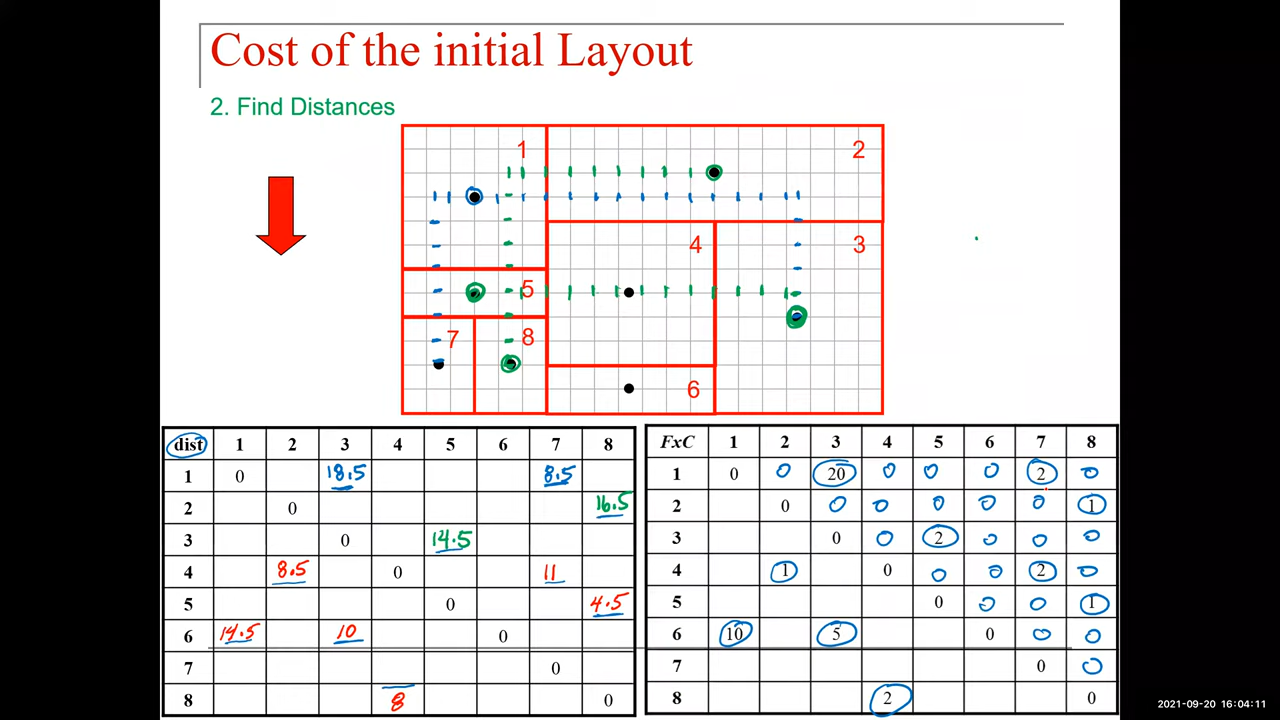 Cost of the initial Layout
2. Find Distances
1 2
4 3
5
7 8
6
dist 1 2 3 4 5 6 7 8
1 0 18.5 8.5
2 0 16.5
3 0 14.5
4 8.5 0 11
5 0 4.5
6 14.5 10 0
7 0
8 8 0
FxC 1 2 3 4 5 6 7 8
1 0 0 20 0 0 0 2 0
2 0 0 0 0 0 0 1
3 0 0 2 0 0 0
4 1 0 0 0 2 0
5 0 0 0 1
6 10 5 0 0 0
7 0 0
8 2 0
2021-09-20 16:04:11